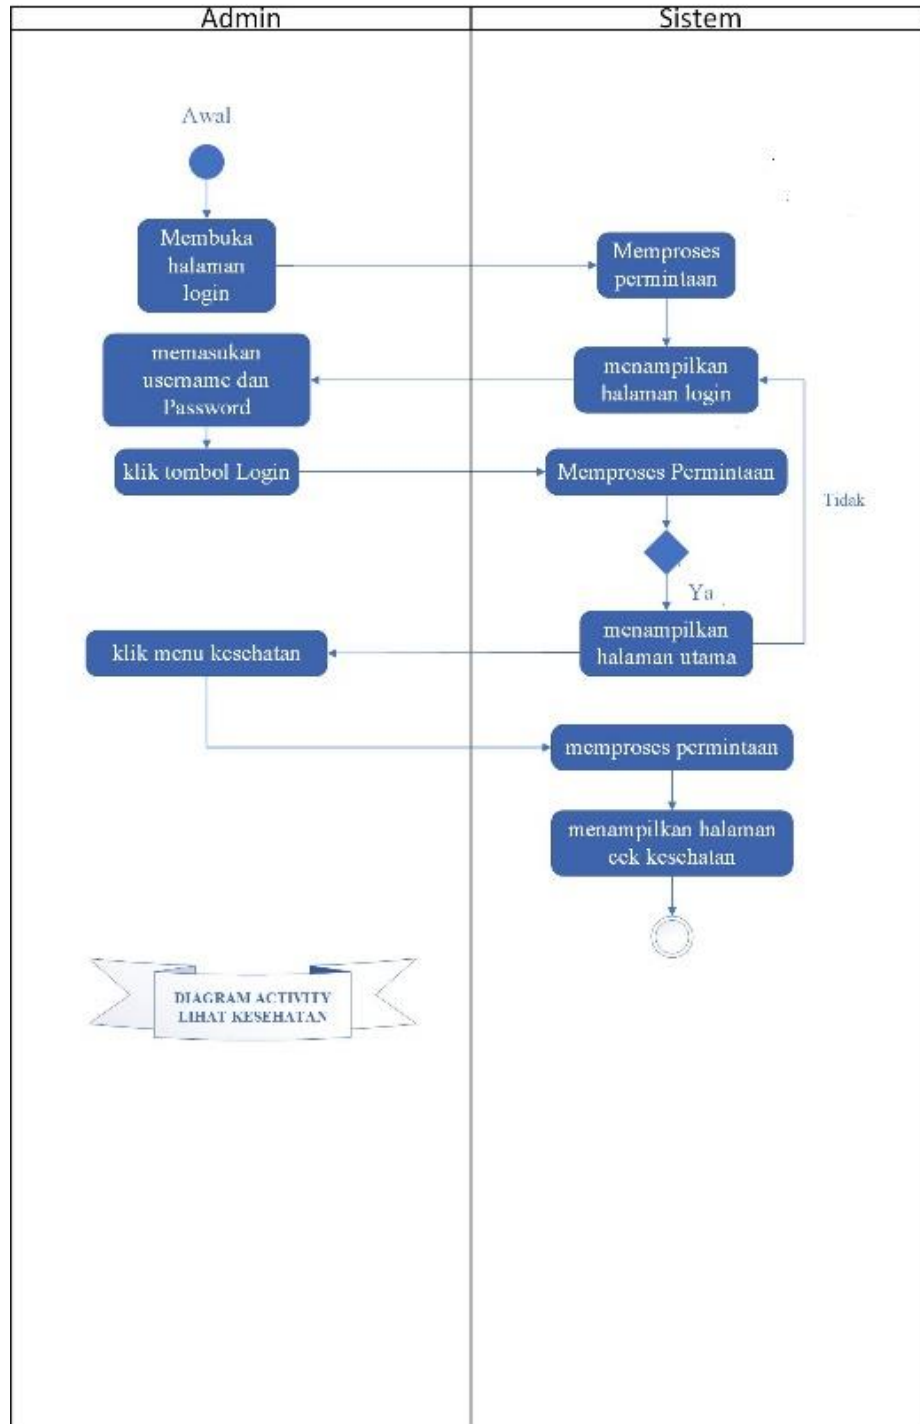 Admin
Sistem
Awal
Membuka
halaman
login
Memproses
permintaan
memasukan
username dan
Password
menampilkan
halaman login
klik tombol Login
Memproses Permintaan
Tidak
Ya
menampilkan
halaman utama
klik menu kesehatan
memproses permintaan
menampilkan halaman
cek kesehatan
DIAGRAM ACTIVITY
LIHAT KESEHATAN